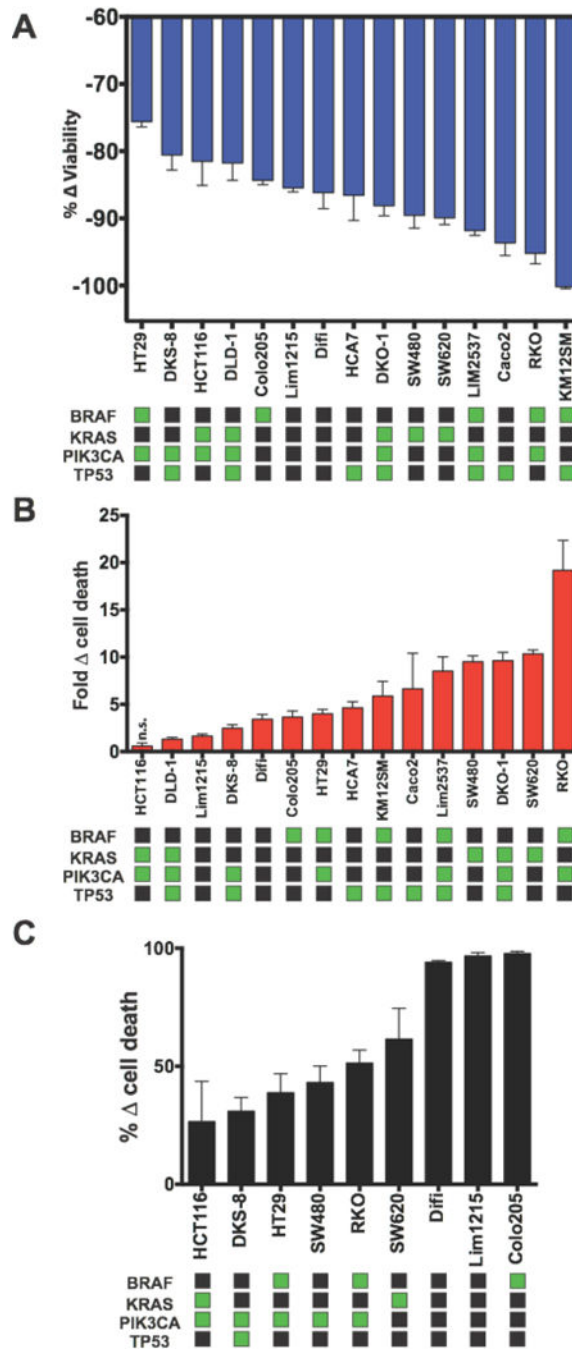 A
-60
-70
-80
-90
-100
% Δ Viability
HT29
DKS-8
HCT116
DLD-1
Colo205
Lim1215
Difi
HCA7
DKO-1
SW480
SW620
LIM2537
Caco2
RKO
KM12SM
BRAF
KRAS
PIK3CA
TP53
B
25
20
15
10
5
0
Fold Δ cell death
n.s.
HCT116
DLD-1
Lim1215
DKS-8
Difi
Colo205
HT29
HCA7
KM12SM
Caco2
Lim2537
SW480
DKO-1
SW620
RKO
BRAF
KRAS
PIK3CA
TP53
C
100
50
0
% Δ cell death
HCT116
DKS-8
HT29
SW480
RKO
SW620
Difi
Lim1215
Colo205
BRAF
KRAS
PIK3CA
TP53